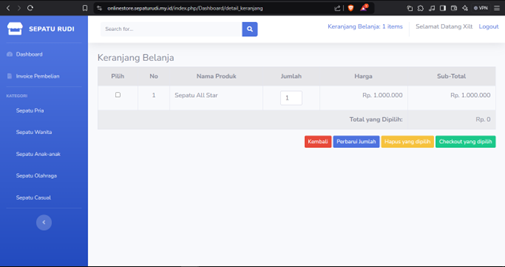 onlinestore.sepaturudi.my.id/index.php/Dashboard/detail_keranjang
VPN
SEPATU RUDI
Search for...
Keranjang Belanja: 1 items
Selamat Datang Xilt
Logout
Dashboard
Invoice Pembelian
KATEGORI
Sepatu Pria
Sepatu Wanita
Sepatu Anak-anak
Sepatu Olahraga
Sepatu Casual
Keranjang Belanja
Pilih No Nama Produk Jumlah Harga Sub-Total
1 Sepatu All Star 1 Rp. 1.000.000 Rp. 1.000.000
Total yang Dipilih: Rp. 0
Kembali Perbarui Jumlah Hapus yang dipilih Checkout yang dipilih